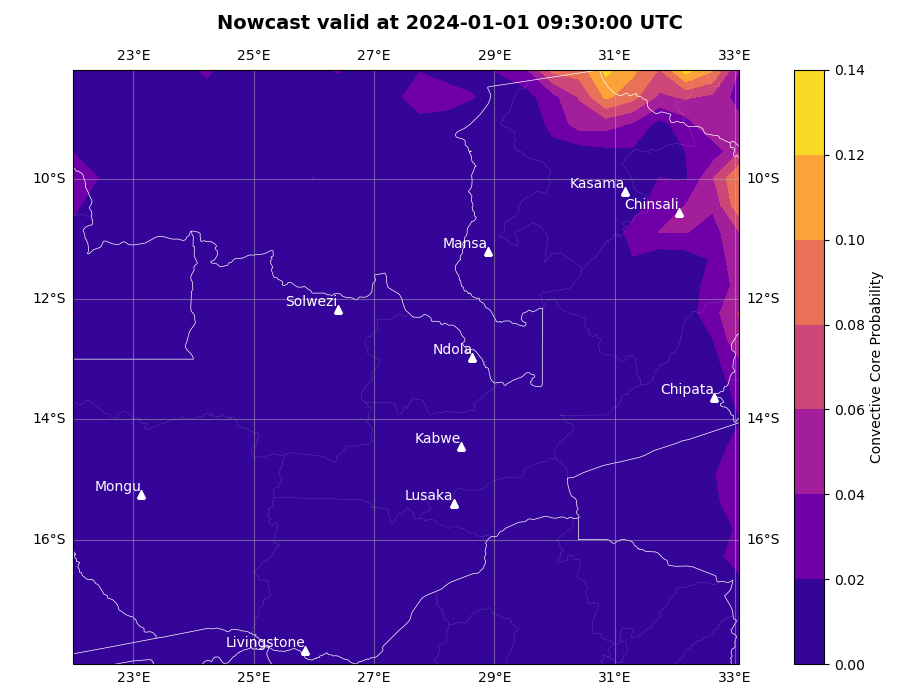 Nowcast valid at 2024-01-01 09:30:00 UTC
23°E 25°E 27°E 29°E 31°E 33°E
0.14
0.12
10°S 10°S
Kasama
Chinsali
0.10
Mansa
12°S 12°S
Solwezi
0.08
Ndola
Chipata
0.06
14°S 14°S
Kabwe
Mongu
Lusaka
0.04
16°S 16°S
0.02
Livingstone
0.00
23°E 25°E 27°E 29°E 31°E 33°E
Convective Core Probability